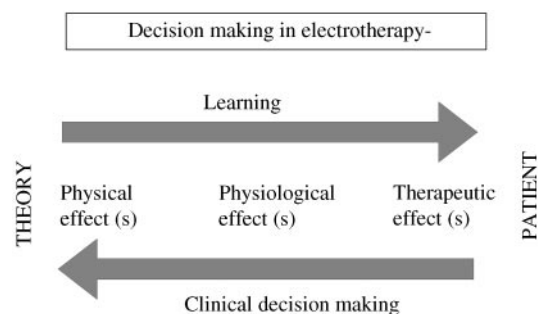 Decision making in electrotherapy-
Learning
THEORY
Physical
effect (s)
Physiological
effect (s)
Therapeutic
effect (s)
PATIENT
Clinical decision making